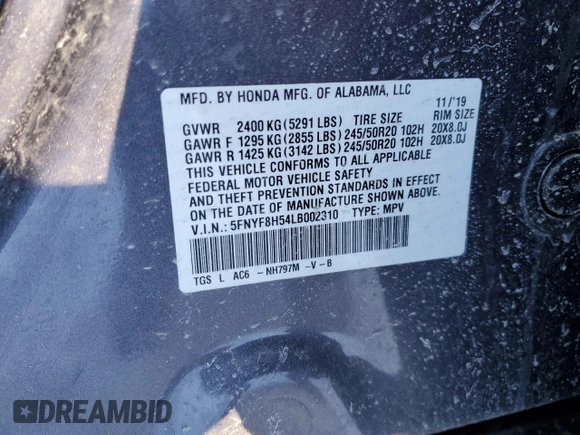 MFD. BY HONDA MFG. OF ALABAMA, LLC 11/'19
GVWR 2400 KG(5291 LBS) TIRE SIZE RIM SIZE
GAWR F 1295 KG(2855 LBS)245/50R20 102H 20X8.0J
GAWR R 1425 KG(3142 LBS)245/50R20 102H 20X8.0J
THIS VEHICLE CONFORMS TO ALL APPLICABLE
FEDERAL MOTOR VEHICLE SAFETY
AND THEFT PREVENTION STANDARDS IN EFFECT
ON THE DATE OF MANUFACTURE SHOWN ABOVE.
V.I.N.: 5FNYF8H54LB002310 TYPE: MPV
TGS L AC6 -NH797M -V-B
DREAMBID